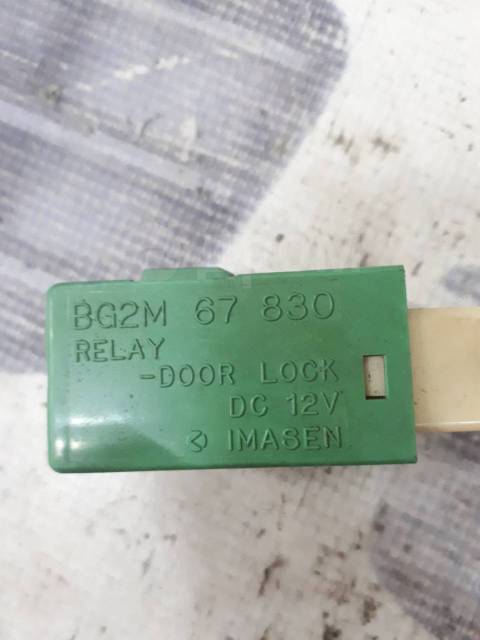 BG2M 67 830
RELAY
-DOOR LOCK
DC 12V
IMASEN